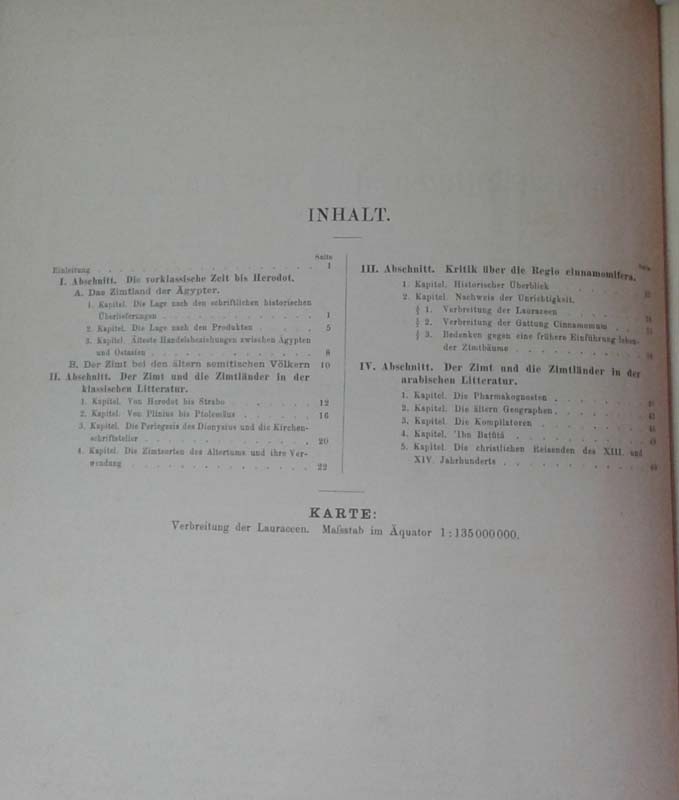 INHALT.
Seite
Einleitung . . . . . . . . . . . . . . . . . 1
I. Abschnitt. Die vorklassische Zeit bis Herodot.
A. Das Zimtland der Ägypter.
1. Kapitel. Die Lage nach den schriftlichen historischen
Überlieferungen . . . . . . . . . . . . 1
2. Kapitel. Die Lage nach den Produkten . . . . 5
3. Kapitel. Älteste Handelsbeziehungen zwischen Ägypten
und Ostasien . . . . . . . . . . . . . 8
B. Der Zimt bei den ältern semitischen Völkern 10
II. Abschnitt. Der Zimt und die Zimtländer in der
klassischen Litteratur.
1. Kapitel. Von Herodot bis Strabo . . . . . . 12
2. Kapitel. Von Plinius bis Ptolemäus . . . . . 16
3. Kapitel. Die Periegesis des Dionysius und die Kirchen-
schriftsteller . . . . . . . . . . . . . 20
4. Kapitel. Die Zimtsorten des Altertums und ihre Ver-
wendung . . . . . . . . . . . . . . 22
Seite
III. Abschnitt. Kritik über die Regio cinnamomifera.
1. Kapitel. Historischer Überblick . . . . . .
2. Kapitel. Nachweis der Unrichtigkeit.
§ 1. Verbreitung der Lauraceen . . . . . .
§ 2. Verbreitung der Gattung Cinnamomum . . .
§ 3. Bedenken gegen eine frühere Einführung leben-
der Zimtbäume . . . . . . . . . .
IV. Abschnitt. Der Zimt und die Zimtländer in der
arabischen Litteratur.
1. Kapitel. Die Pharmakognosten . . . . . . .
2. Kapitel. Die ältern Geographen . . . . . . .
3. Kapitel. Die Kompilatoren . . . . . . . .
4. Kapitel. 'Ibn Batûtâ . . . . . . . . .
5. Kapitel. Die christlichen Reisenden des XIII. und
XIV. Jahrhunderts . . . . . . . . . .
KARTE:
Verbreitung der Lauraceen. Maſsstab im Äquator 1:135000000.